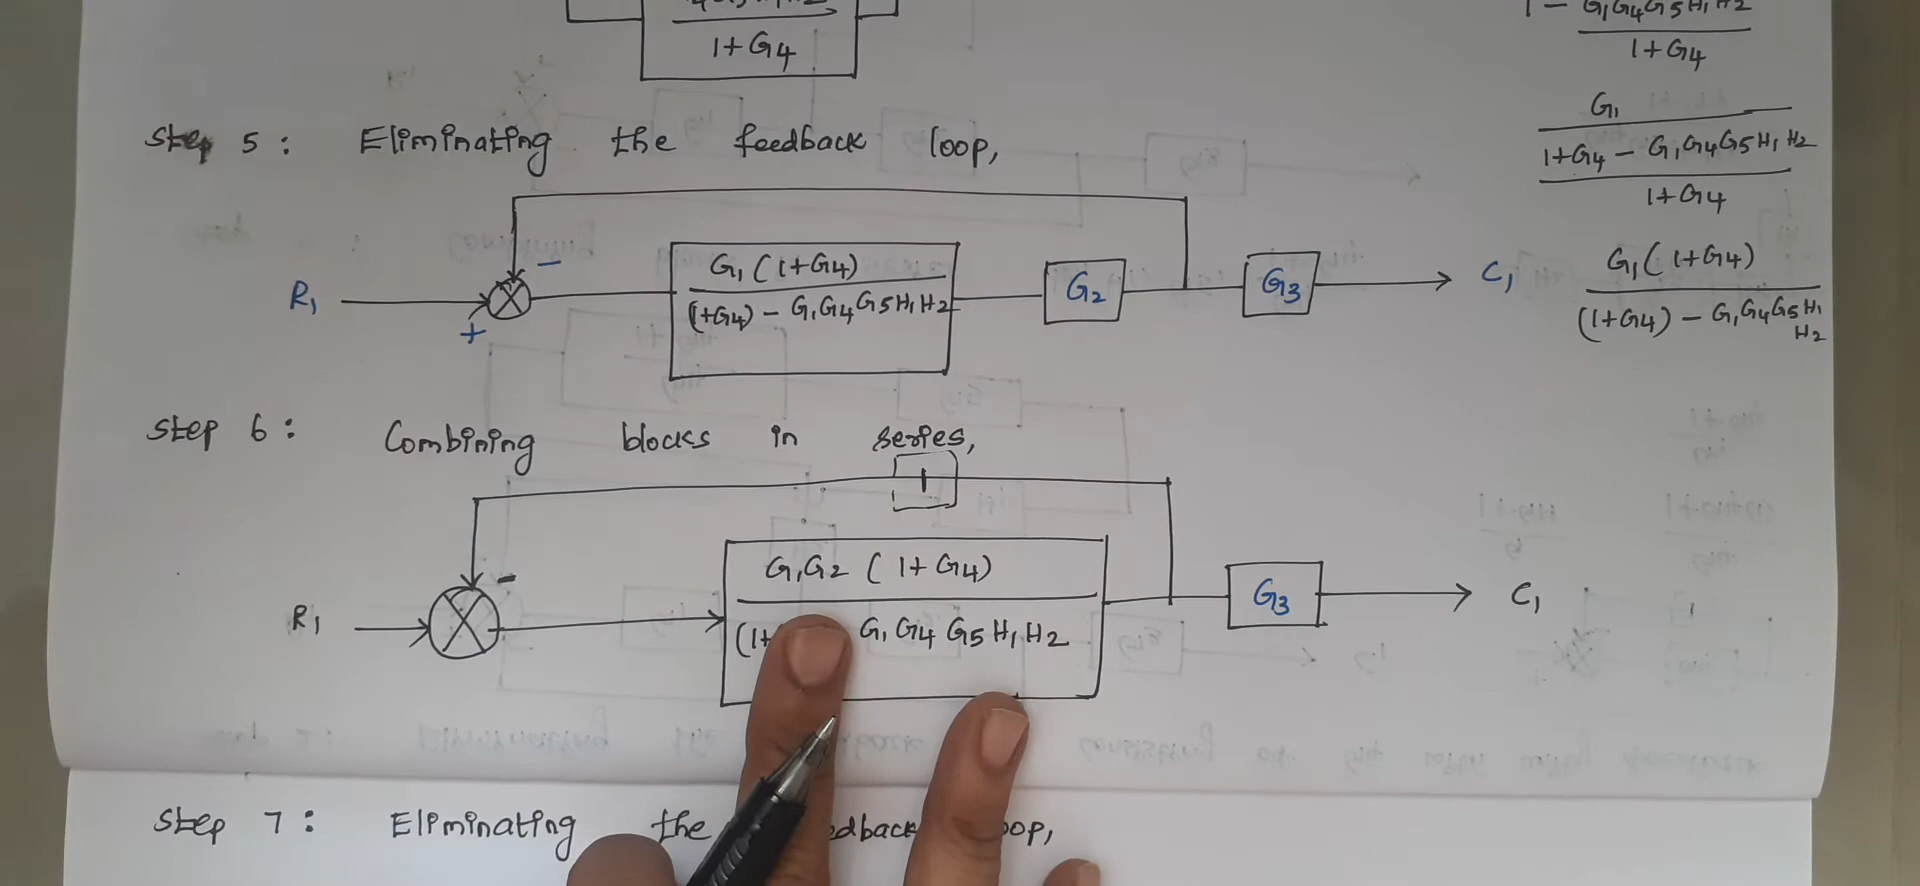 1+G4
1 - G1G4G5H1H2
1+G4
G1
1+G4 - G1G4G5H1H2
1+G4
Step 5 : Eliminating the feedback loop,
R1
+
-
G1 (1+G4)
(1+G4) - G1G4G5H1H2
G2
G3
C1
G1 (1+G4)
(1+G4) - G1G4G5H1
H2
Step 6 : Combining blocks in series,
1
R1
-
G1G2 (1+G4)
G1G4G5H1H2
G3
C1
Step 7 : Eliminating the